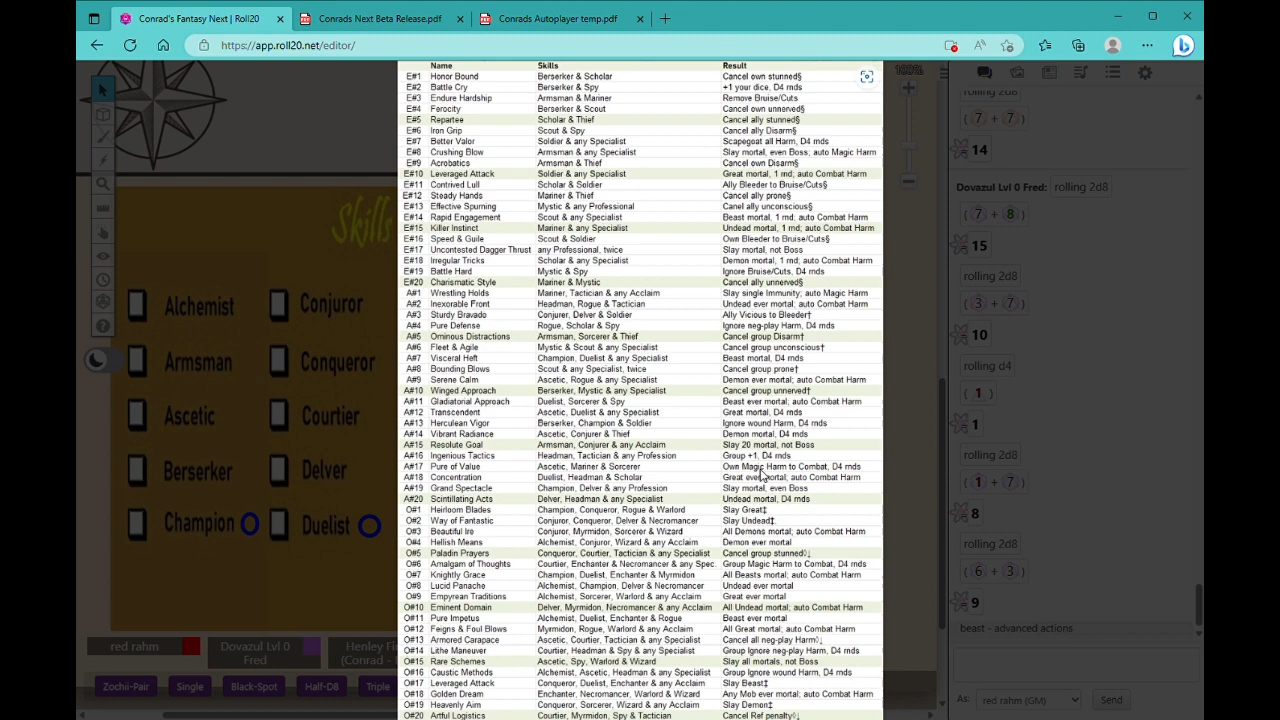 Conrad's Fantasy Next | Roll20
Conrads Next Beta Release.pdf
Conrads Autoplayer temp.pdf
https://app.roll20.net/editor/
Name Skills Result
E#1 Honor Bound Berserker & Scholar Cancel own stunned§
E#2 Battle Cry Berserker & Spy +1 your dice, D4 rnds
E#3 Endure Hardship Armsman & Mariner Remove Bruise/Cuts
E#4 Ferocity Berserker & Scout Cancel own unnerved§
E#5 Repartee Scholar & Thief Cancel ally stunned§
E#6 Iron Grip Scout & Spy Cancel ally Disarm§
E#7 Better Valor Soldier & any Specialist Scapegoat all Harm, D4 rnds
E#8 Crushing Blow Armsman & any Specialist Slay mortal, even Boss; auto Magic Harm
E#9 Acrobatics Armsman & Thief Cancel own Disarm§
E#10 Leveraged Attack Soldier & any Specialist Great mortal, 1 rnd; auto Combat Harm
E#11 Contrived Lull Scholar & Soldier Ally Bleeder to Bruise/Cuts§
E#12 Steady Hands Mariner & Thief Cancel ally prone§
E#13 Effective Spurning Mystic & any Professional Canel ally unconscious§
E#14 Rapid Engagement Scout & any Specialist Beast mortal, 1 rnd; auto Combat Harm
E#15 Killer Instinct Mariner & any Specialist Undead mortal, 1 rnd; auto Combat Harm
E#16 Speed & Guile Scout & Soldier Own Bleeder to Bruise/Cuts§
E#17 Uncontested Dagger Thrust any Professional, twice Slay mortal, not Boss
E#18 Irregular Tricks Scholar & any Specialist Demon mortal, 1 rnd; auto Combat Harm
E#19 Battle Hard Mystic & Spy Ignore Bruise/Cuts, D4 rnds
E#20 Charismatic Style Mariner & Mystic Cancel ally unnerved§
A#1 Wrestling Holds Mariner, Tactician & any Acclaim Slay single Immunity; auto Magic Harm
A#2 Inexorable Front Headman, Rogue & Tactician Undead ever mortal; auto Combat Harm
A#3 Sturdy Bravado Conjurer, Delver & Soldier Ally Vicious to Bleeder†
A#4 Pure Defense Rogue, Scholar & Spy Ignore neg-play Harm, D4 rnds
A#5 Ominous Distractions Armsman, Sorcerer & Thief Cancel group Disarm†
A#6 Fleet & Agile Mystic & Scout & any Specialist Cancel group unconscious†
A#7 Visceral Heft Champion, Duelist & any Specialist Beast mortal, D4 rnds
A#8 Bounding Blows Scout & any Specialist, twice Cancel group prone†
A#9 Serene Calm Ascetic, Rogue & any Specialist Demon ever mortal; auto Combat Harm
A#10 Winged Approach Berserker, Mystic & any Specialist Cancel group unnerved†
A#11 Gladiatorial Approach Duelist, Sorcerer & Spy Beast ever mortal; auto Combat Harm
A#12 Transcendent Ascetic, Duelist & any Specialist Great mortal, D4 rnds
A#13 Herculean Vigor Berserker, Champion & Soldier Ignore wound Harm, D4 rnds
A#14 Vibrant Radiance Ascetic, Conjurer & Thief Demon mortal, D4 rnds
A#15 Resolute Goal Armsman, Conjurer & any Acclaim Slay 20 mortal, not Boss
A#16 Ingenious Tactics Headman, Tactician & any Profession Group +1, D4 rnds
A#17 Pure of Value Ascetic, Mariner & Sorcerer Own Magic Harm to Combat, D4 rnds
A#18 Concentration Duelist, Headman & Scholar Great ever mortal; auto Combat Harm
A#19 Grand Spectacle Champion, Delver & any Profession Slay mortal, even Boss
A#20 Scintillating Acts Delver, Headman & any Specialist Undead mortal, D4 rnds
O#1 Heirloom Blades Champion, Conqueror, Rogue & Warlord Slay Great‡
O#2 Way of Fantastic Conjuror, Conqueror, Delver & Necromancer Slay Undead‡
O#3 Beautiful Ire Conjuror, Myrmidon, Sorcerer & Wizard All Demons mortal; auto Combat Harm
O#4 Hellish Means Alchemist, Conjuror, Wizard & any Acclaim Demon ever mortal
O#5 Paladin Prayers Conqueror, Courtier, Tactician & any Specialist Cancel group stunned◊↓
O#6 Amalgam of Thoughts Courtier, Enchanter & Necromancer & any Spec. Group Magic Harm to Combat, D4 rnds
O#7 Knightly Grace Champion, Duelist, Enchanter & Myrmidon All Beasts mortal; auto Combat Harm
O#8 Lucid Panache Alchemist, Champion, Delver & Necromancer Undead ever mortal
O#9 Empyrean Traditions Alchemist, Sorcerer, Warlord & any Acclaim Great ever mortal
O#10 Eminent Domain Delver, Myrmidon, Necromancer & any Acclaim All Undead mortal; auto Combat Harm
O#11 Pure Impetus Alchemist, Duelist, Enchanter & Rogue Beast ever mortal
O#12 Feigns & Foul Blows Myrmidon, Rogue, Warlord & any Acclaim All Great mortal; auto Combat Harm
O#13 Armored Carapace Ascetic, Courtier, Tactician & any Specialist Cancel all neg-play Harm◊↓
O#14 Lithe Maneuver Courtier, Headman & Spy & any Specialist Group Ignore neg-play Harm, D4 rnds
O#15 Rare Schemes Ascetic, Spy, Warlord & Wizard Slay all mortals, not Boss
O#16 Caustic Methods Alchemist, Ascetic, Headman & any Specialist Group Ignore wound Harm, D4 rnds
O#17 Leveraged Attack Conqueror, Duelist, Enchanter & any Acclaim Slay Beast‡
O#18 Golden Dream Enchanter, Necromancer, Warlord & Wizard Any Mob ever mortal; auto Combat Harm
O#19 Heavenly Aim Conqueror, Sorcerer, Wizard & any Acclaim Slay Demon‡
O#20 Artful Logistics Courtier, Myrmidon, Spy & Tactician Cancel Ref penalty◊↓
Skills
Alchemist Conjuror
Armsman Conqueror
Ascetic Courtier
Berserker Delver
Champion Duelist
red rahm
Dovazul Lvl 0 Fred
Henley
(Conrad -
Zochii-Pair Single Black-Spot Half-D8 Triple
100%
rolling 2d8
(7 + 7)
=14
Dovazul Lvl 0 Fred: rolling 2d8
(7 + 8)
=15
rolling 2d8
(3 + 7)
=10
rolling d4
(1)
=1
rolling 2d8
(1 + 7)
=8
rolling 2d8
(6 + 3)
=9
beast - advanced actions
As: red rahm (GM) Send